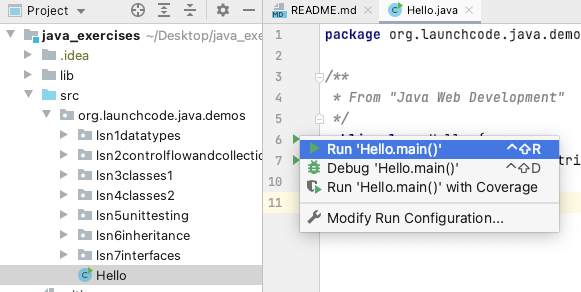 Project
java_exercises ~/Desktop/java_exe
.idea
lib
src
org.launchcode.java.demos
lsn1datatypes
lsn2controlflowandcollection
lsn3classes1
lsn4classes2
lsn5unittesting
lsn6inheritance
lsn7interfaces
Hello
README.md
Hello.java
1 package org.launchcode.java.demos
2
3 /**
4 * From "Java Web Development"
5 */
6
7
10
11
Run 'Hello.main()' ^⇧R
Debug 'Hello.main()' ^⇧D
Run 'Hello.main()' with Coverage
Modify Run Configuration...